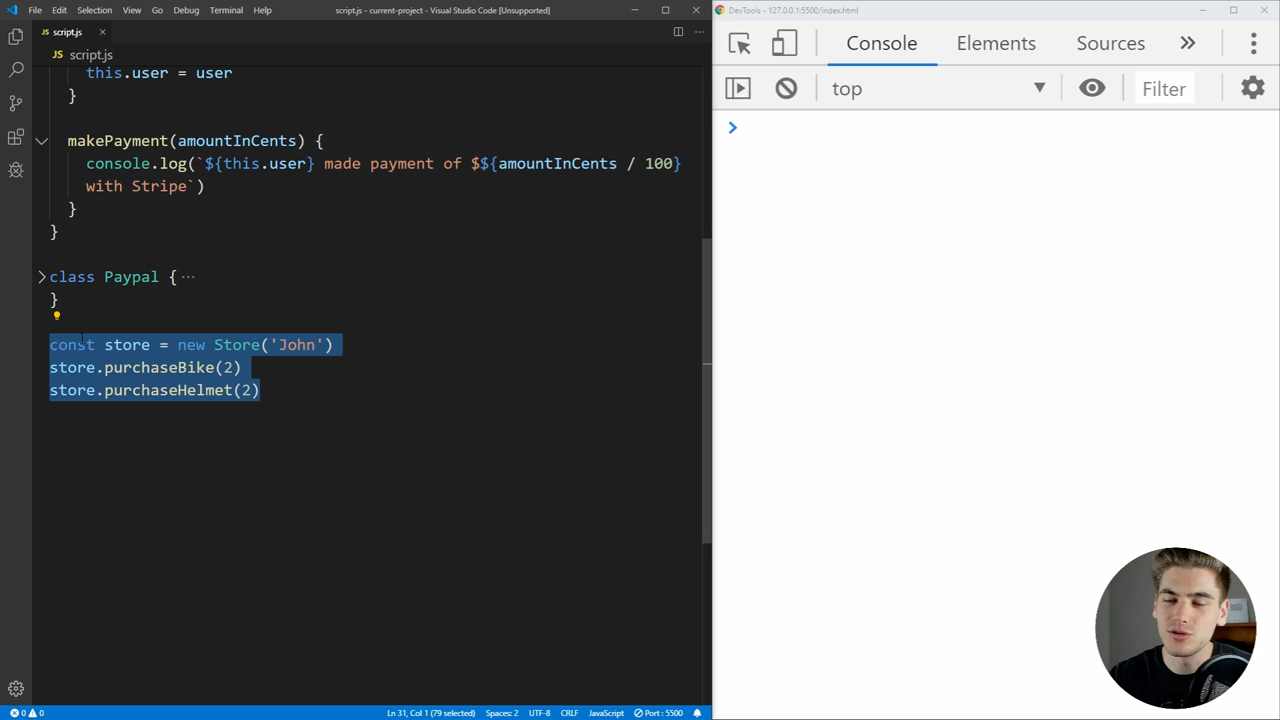 File Edit Selection View Go Debug Terminal Help
script.js - current-project - Visual Studio Code [Unsupported]
JS script.js ×
JS script.js
this.user = user
}
makePayment(amountInCents) {
console.log(`${this.user} made payment of $${amountInCents / 100}
with Stripe`)
}
}
class Paypal { ···
}
const store = new Store('John')
store.purchaseBike(2)
store.purchaseHelmet(2)
0 0
Ln 31, Col 1 (79 selected) Spaces: 2 UTF-8 CRLF JavaScript Port : 5500
DevTools - 127.0.0.1:5500/index.html
Console Elements Sources »
top Filter